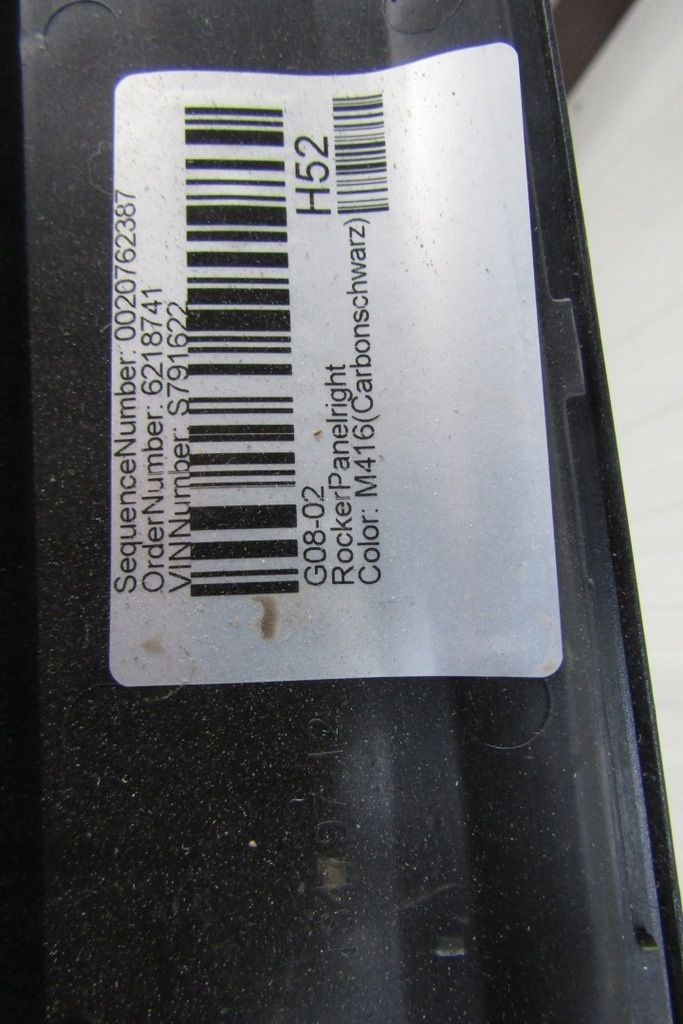 SequenceNumber: 0020762387
OrderNumber: 6218741
VINNumber: S791622
H52
G08-02
RockerPanelright
Color: M416(Carbonschwarz)